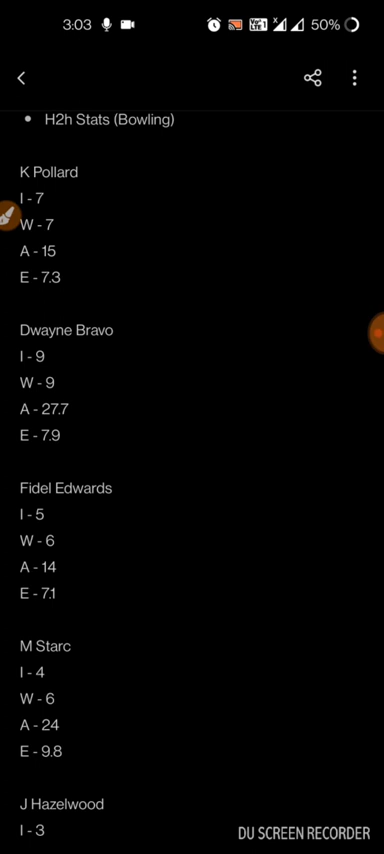 3:03
50%
H2h Stats (Bowling)
K Pollard
I - 7
W - 7
A - 15
E - 7.3
Dwayne Bravo
I - 9
W - 9
A - 27.7
E - 7.9
Fidel Edwards
I - 5
W - 6
A - 14
E - 7.1
M Starc
I - 4
W - 6
A - 24
E - 9.8
J Hazelwood
I - 3
DU SCREEN RECORDER